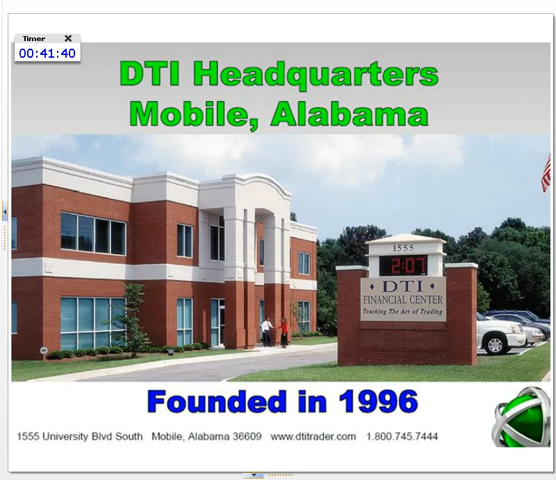 Timer X
00:41:40
DTI Headquarters
Mobile, Alabama
1555
2:07
DTI
FINANCIAL CENTER
Teaching The Art of Trading
Founded in 1996
1555 University Blvd South Mobile, Alabama 36609 www.dtitrader.com 1.800.745.7444